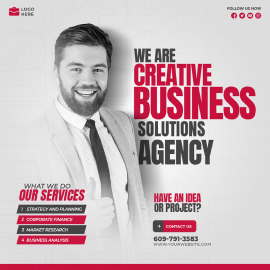 LOGO
HERE
FOLLOW US NOW
WE ARE
CREATIVE
BUSINESS
SOLUTIONS
AGENCY
WHAT WE DO
OUR SERVICES
1 STRATEGY AND PLANNING
2 CORPORATE FINANCE
3 MARKET RESEARCH
4 BUSINESS ANALYSIS
HAVE AN IDEA
OR PROJECT?
CONTACT US
609-791-3583
WWW.YOURWEBSITE.COM